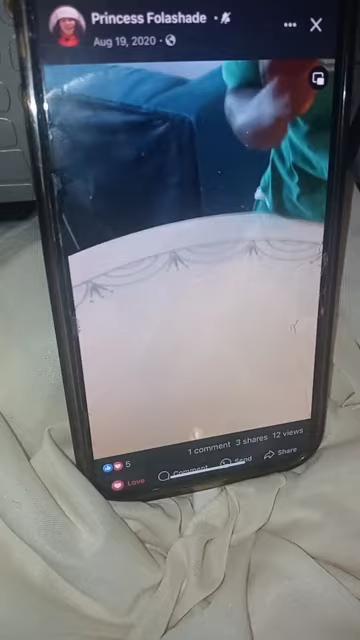 Princess Folashade
Aug 19, 2020
5
1 comment 3 shares 12 views
Love
Comment
Send
Share